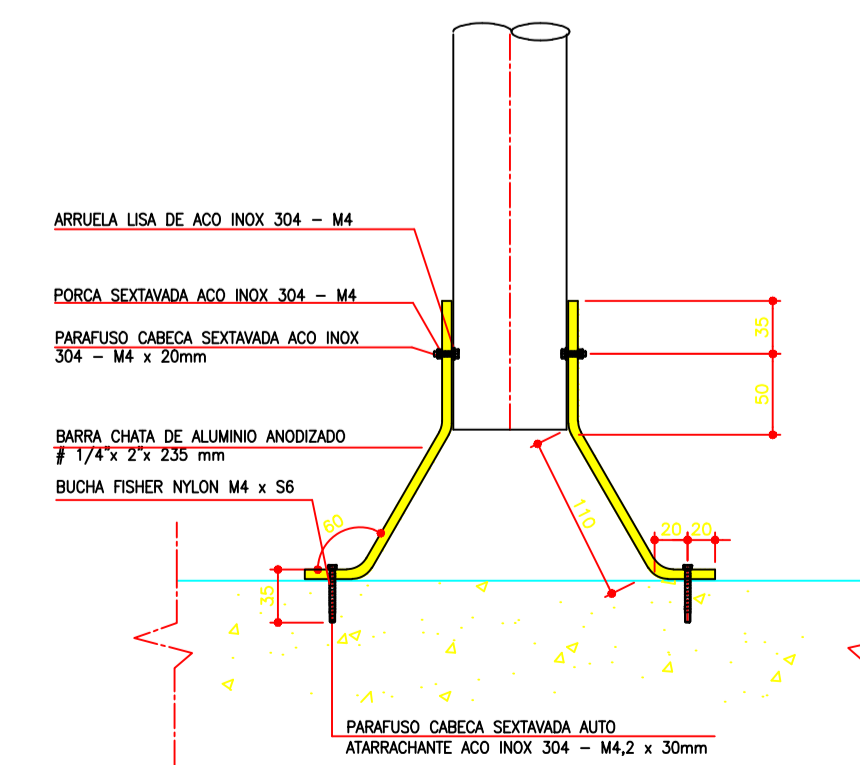 ARRUELA LISA DE ACO INOX 304 - M4
PORCA SEXTAVADA ACO INOX 304 - M4
PARAFUSO CABECA SEXTAVADA ACO INOX
304 - M4 x 20mm
35
50
BARRA CHATA DE ALUMINIO ANODIZADO
# 1/4"x 2"x 235 mm
BUCHA FISHER NYLON M4 x S6
60
110
20 20
35
PARAFUSO CABECA SEXTAVADA AUTO
ATARRACHANTE ACO INOX 304 - M4,2 x 30mm